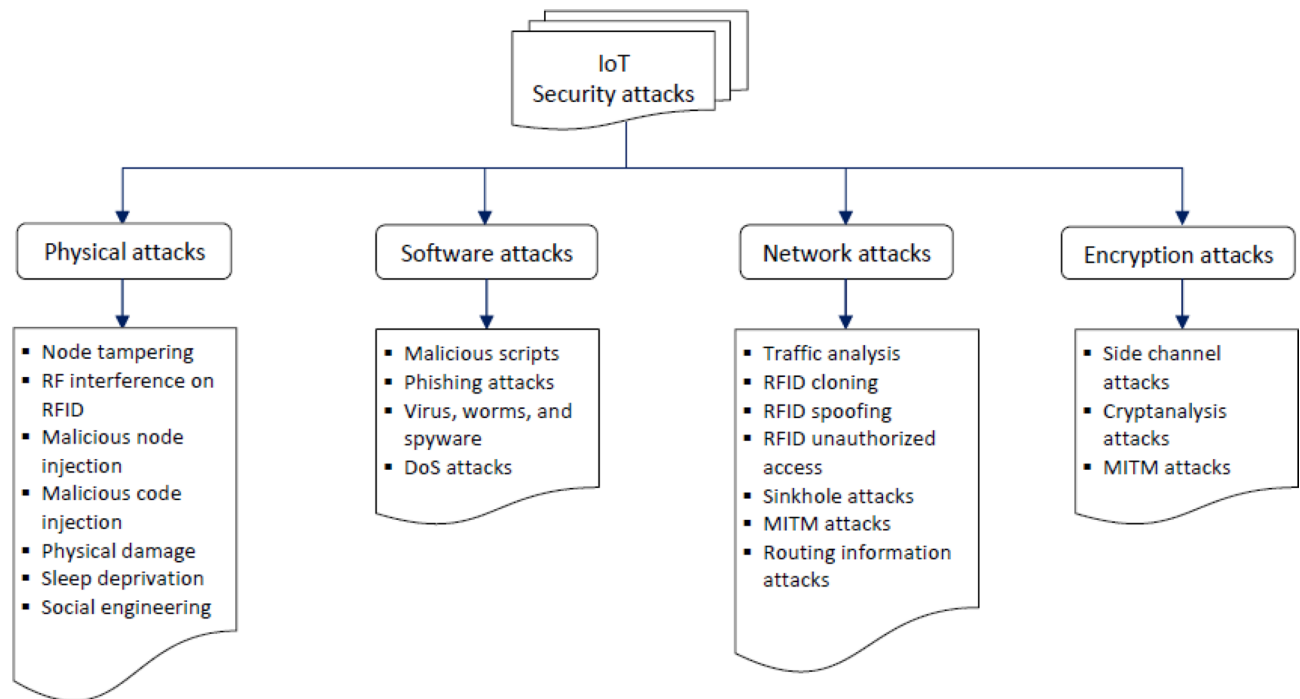 IoT
Security attacks
Physical attacks
Software attacks
Network attacks
Encryption attacks
▪ Node tampering
▪ RF interference on
RFID
▪ Malicious node
injection
▪ Malicious code
injection
▪ Physical damage
▪ Sleep deprivation
▪ Social engineering
▪ Malicious scripts
▪ Phishing attacks
▪ Virus, worms, and
spyware
▪ DoS attacks
▪ Traffic analysis
▪ RFID cloning
▪ RFID spoofing
▪ RFID unauthorized
access
▪ Sinkhole attacks
▪ MITM attacks
▪ Routing information
attacks
▪ Side channel
attacks
▪ Cryptanalysis
attacks
▪ MITM attacks